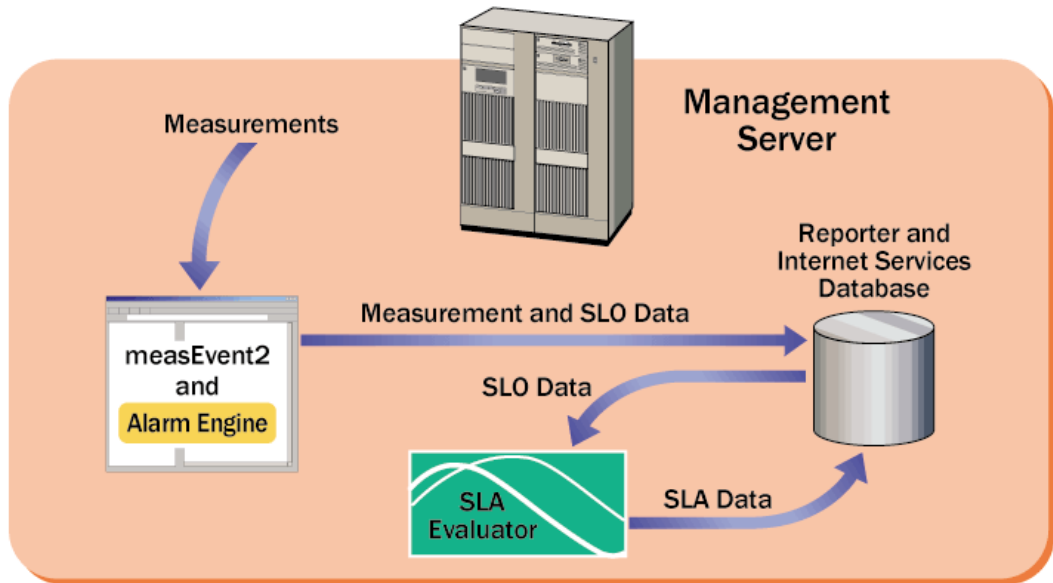 Management
Server
Measurements
Reporter and
Internet Services
Database
Measurement and SLO Data
measEvent2
and
Alarm Engine
SLO Data
SLA
Evaluator
SLA Data